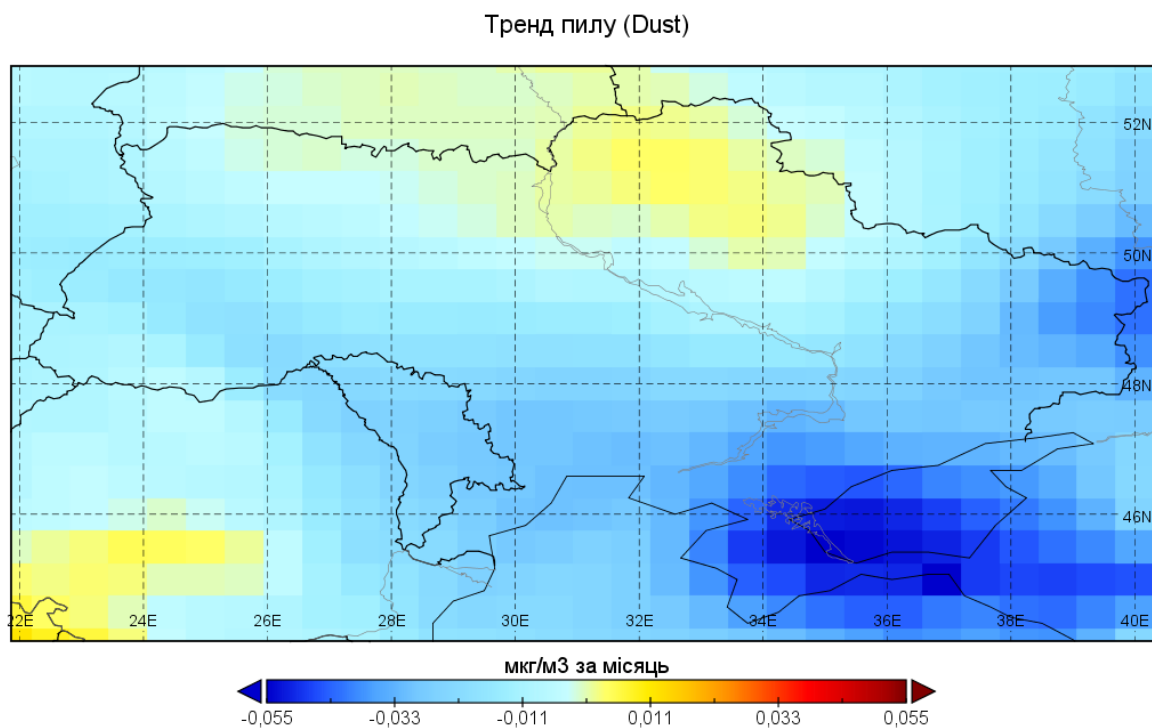 Тренд пилу (Dust)
52N
50N
48N
46N
22E 24E 26E 28E 30E 32E 34E 36E 38E 40E
мкг/м3 за місяць
-0,055 -0,033 -0,011 0,011 0,033 0,055